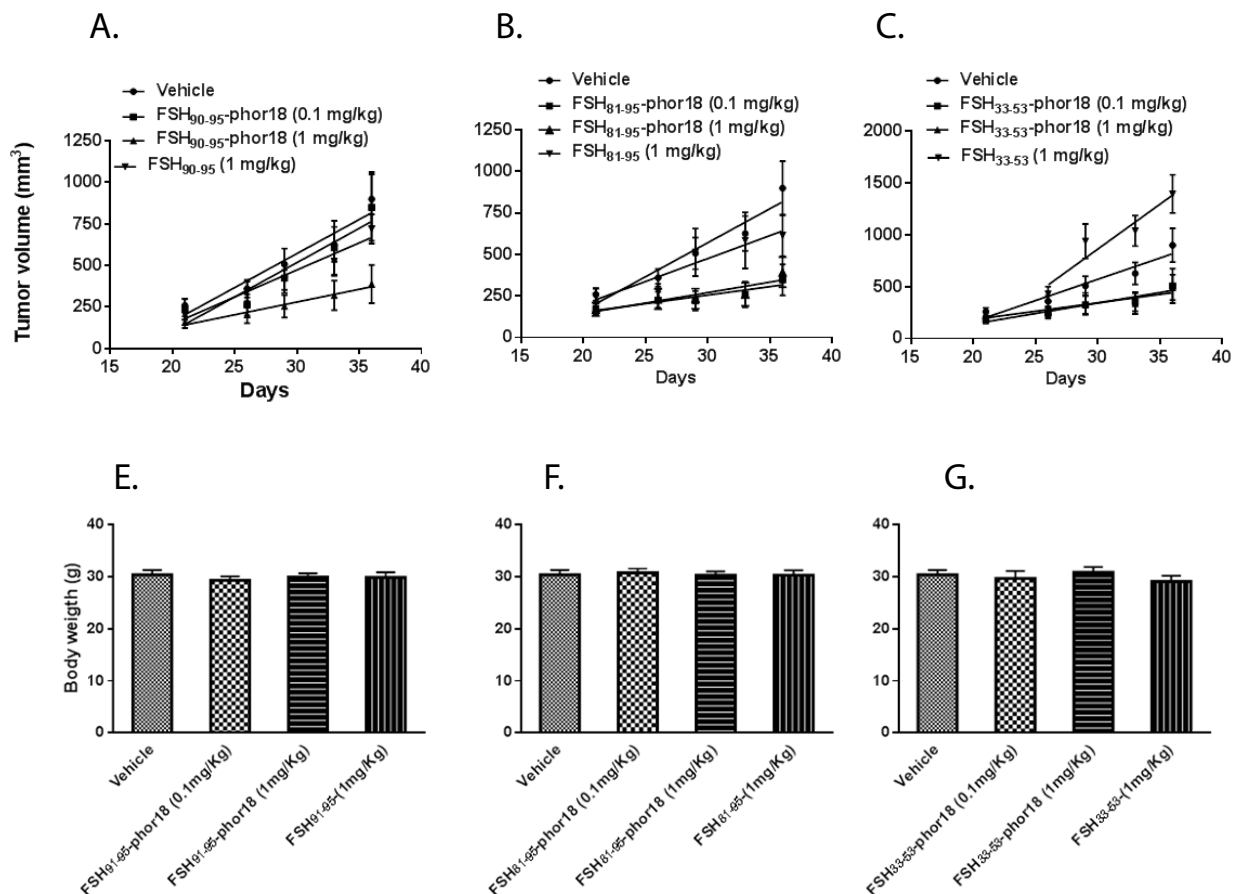 A.
Vehicle
FSH90-95-phor18 (0.1 mg/kg)
FSH90-95-phor18 (1 mg/kg)
FSH90-95 (1 mg/kg)
Tumor volume (mm3)
1250
1000
750
500
250
0
15 20 25 30 35 40
Days
B.
Vehicle
FSH81-95-phor18 (0.1 mg/kg)
FSH81-95-phor18 (1 mg/kg)
FSH81-95 (1 mg/kg)
1250
1000
750
500
250
0
15 20 25 30 35 40
Days
C.
Vehicle
FSH33-53-phor18 (0.1 mg/kg)
FSH33-53-phor18 (1 mg/kg)
FSH33-53 (1 mg/kg)
2000
1500
1000
500
0
15 20 25 30 35 40
Days
E.
Body weigth (g)
40
30
20
10
0
Vehicle
FSH91-95-phor18 (0.1mg/Kg)
FSH91-95-phor18 (1mg/Kg)
FSH91-95-(1mg/Kg)
F.
40
30
20
10
0
Vehicle
FSH81-95-phor18 (0.1mg/Kg)
FSH81-95-phor18 (1mg/Kg)
FSH81-95-(1mg/Kg)
G.
40
30
20
10
0
Vehicle
FSH33-53-phor18 (0.1mg/Kg)
FSH33-53-phor18 (1mg/Kg)
FSH33-53-(1mg/Kg)